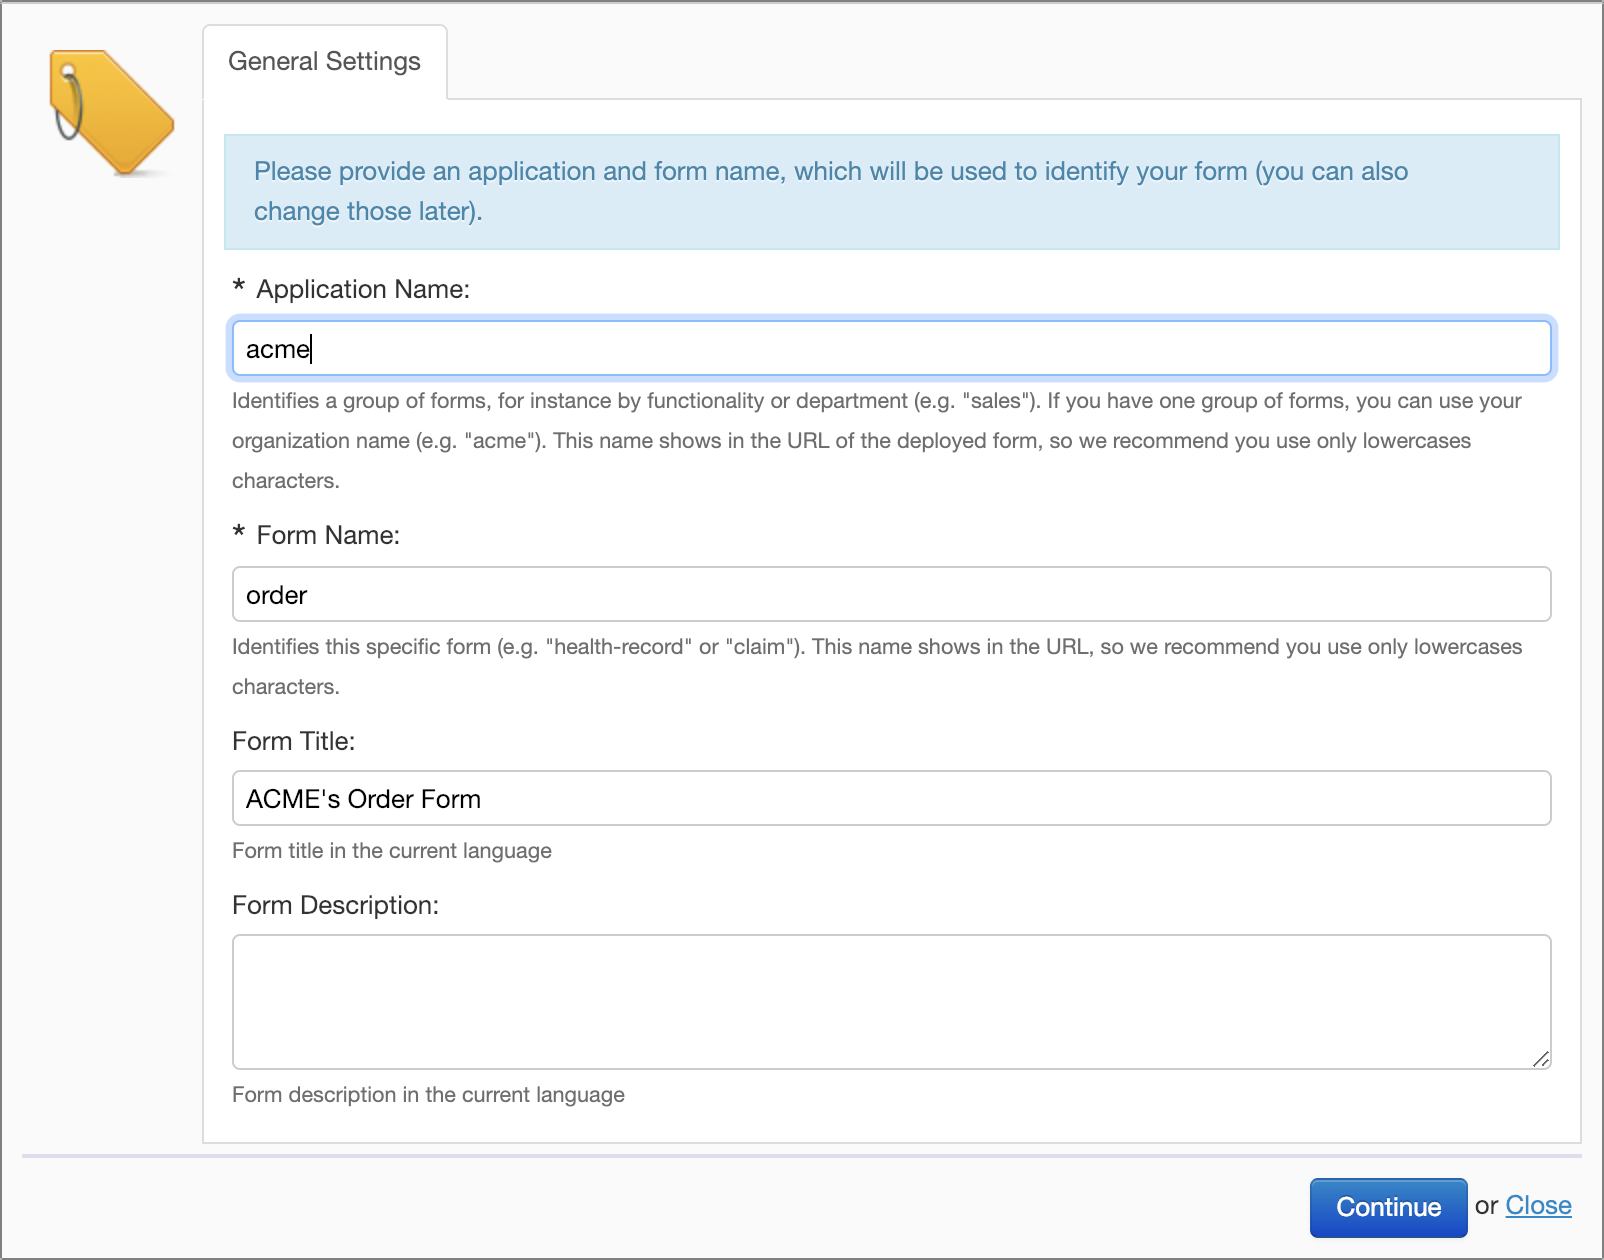 General Settings
Please provide an application and form name, which will be used to identify your form (you can also
change those later).
* Application Name:
acme
Identifies a group of forms, for instance by functionality or department (e.g. "sales"). If you have one group of forms, you can use your
organization name (e.g. "acme"). This name shows in the URL of the deployed form, so we recommend you use only lowercases
characters.
* Form Name:
order
Identifies this specific form (e.g. "health-record" or "claim"). This name shows in the URL, so we recommend you use only lowercases
characters.
Form Title:
ACME's Order Form
Form title in the current language
Form Description:
Form description in the current language
Continue or Close